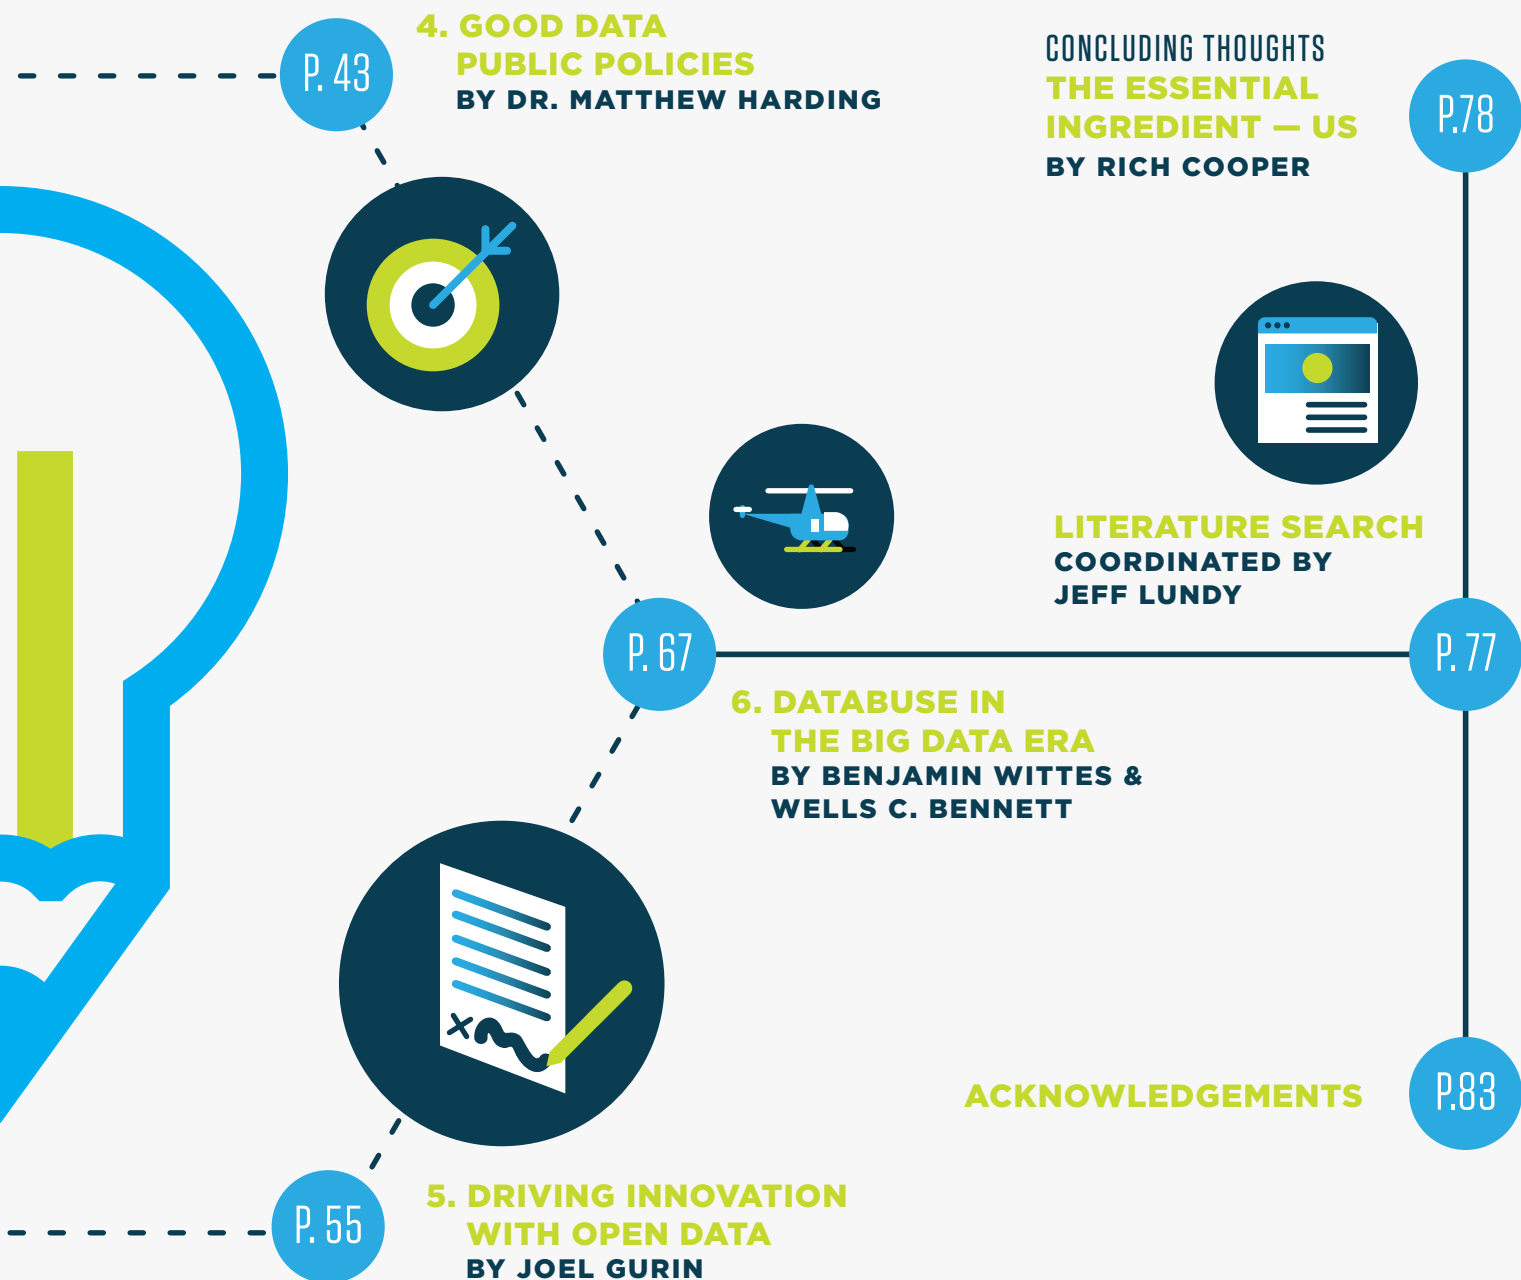 P. 43
4. GOOD DATA
PUBLIC POLICIES
BY DR. MATTHEW HARDING
CONCLUDING THOUGHTS
THE ESSENTIAL
INGREDIENT — US
BY RICH COOPER
P.78
LITERATURE SEARCH
COORDINATED BY
JEFF LUNDY
P. 67
P. 77
6. DATABUSE IN
THE BIG DATA ERA
BY BENJAMIN WITTES &
WELLS C. BENNETT
ACKNOWLEDGEMENTS
P.83
P. 55
5. DRIVING INNOVATION
WITH OPEN DATA
BY JOEL GURIN